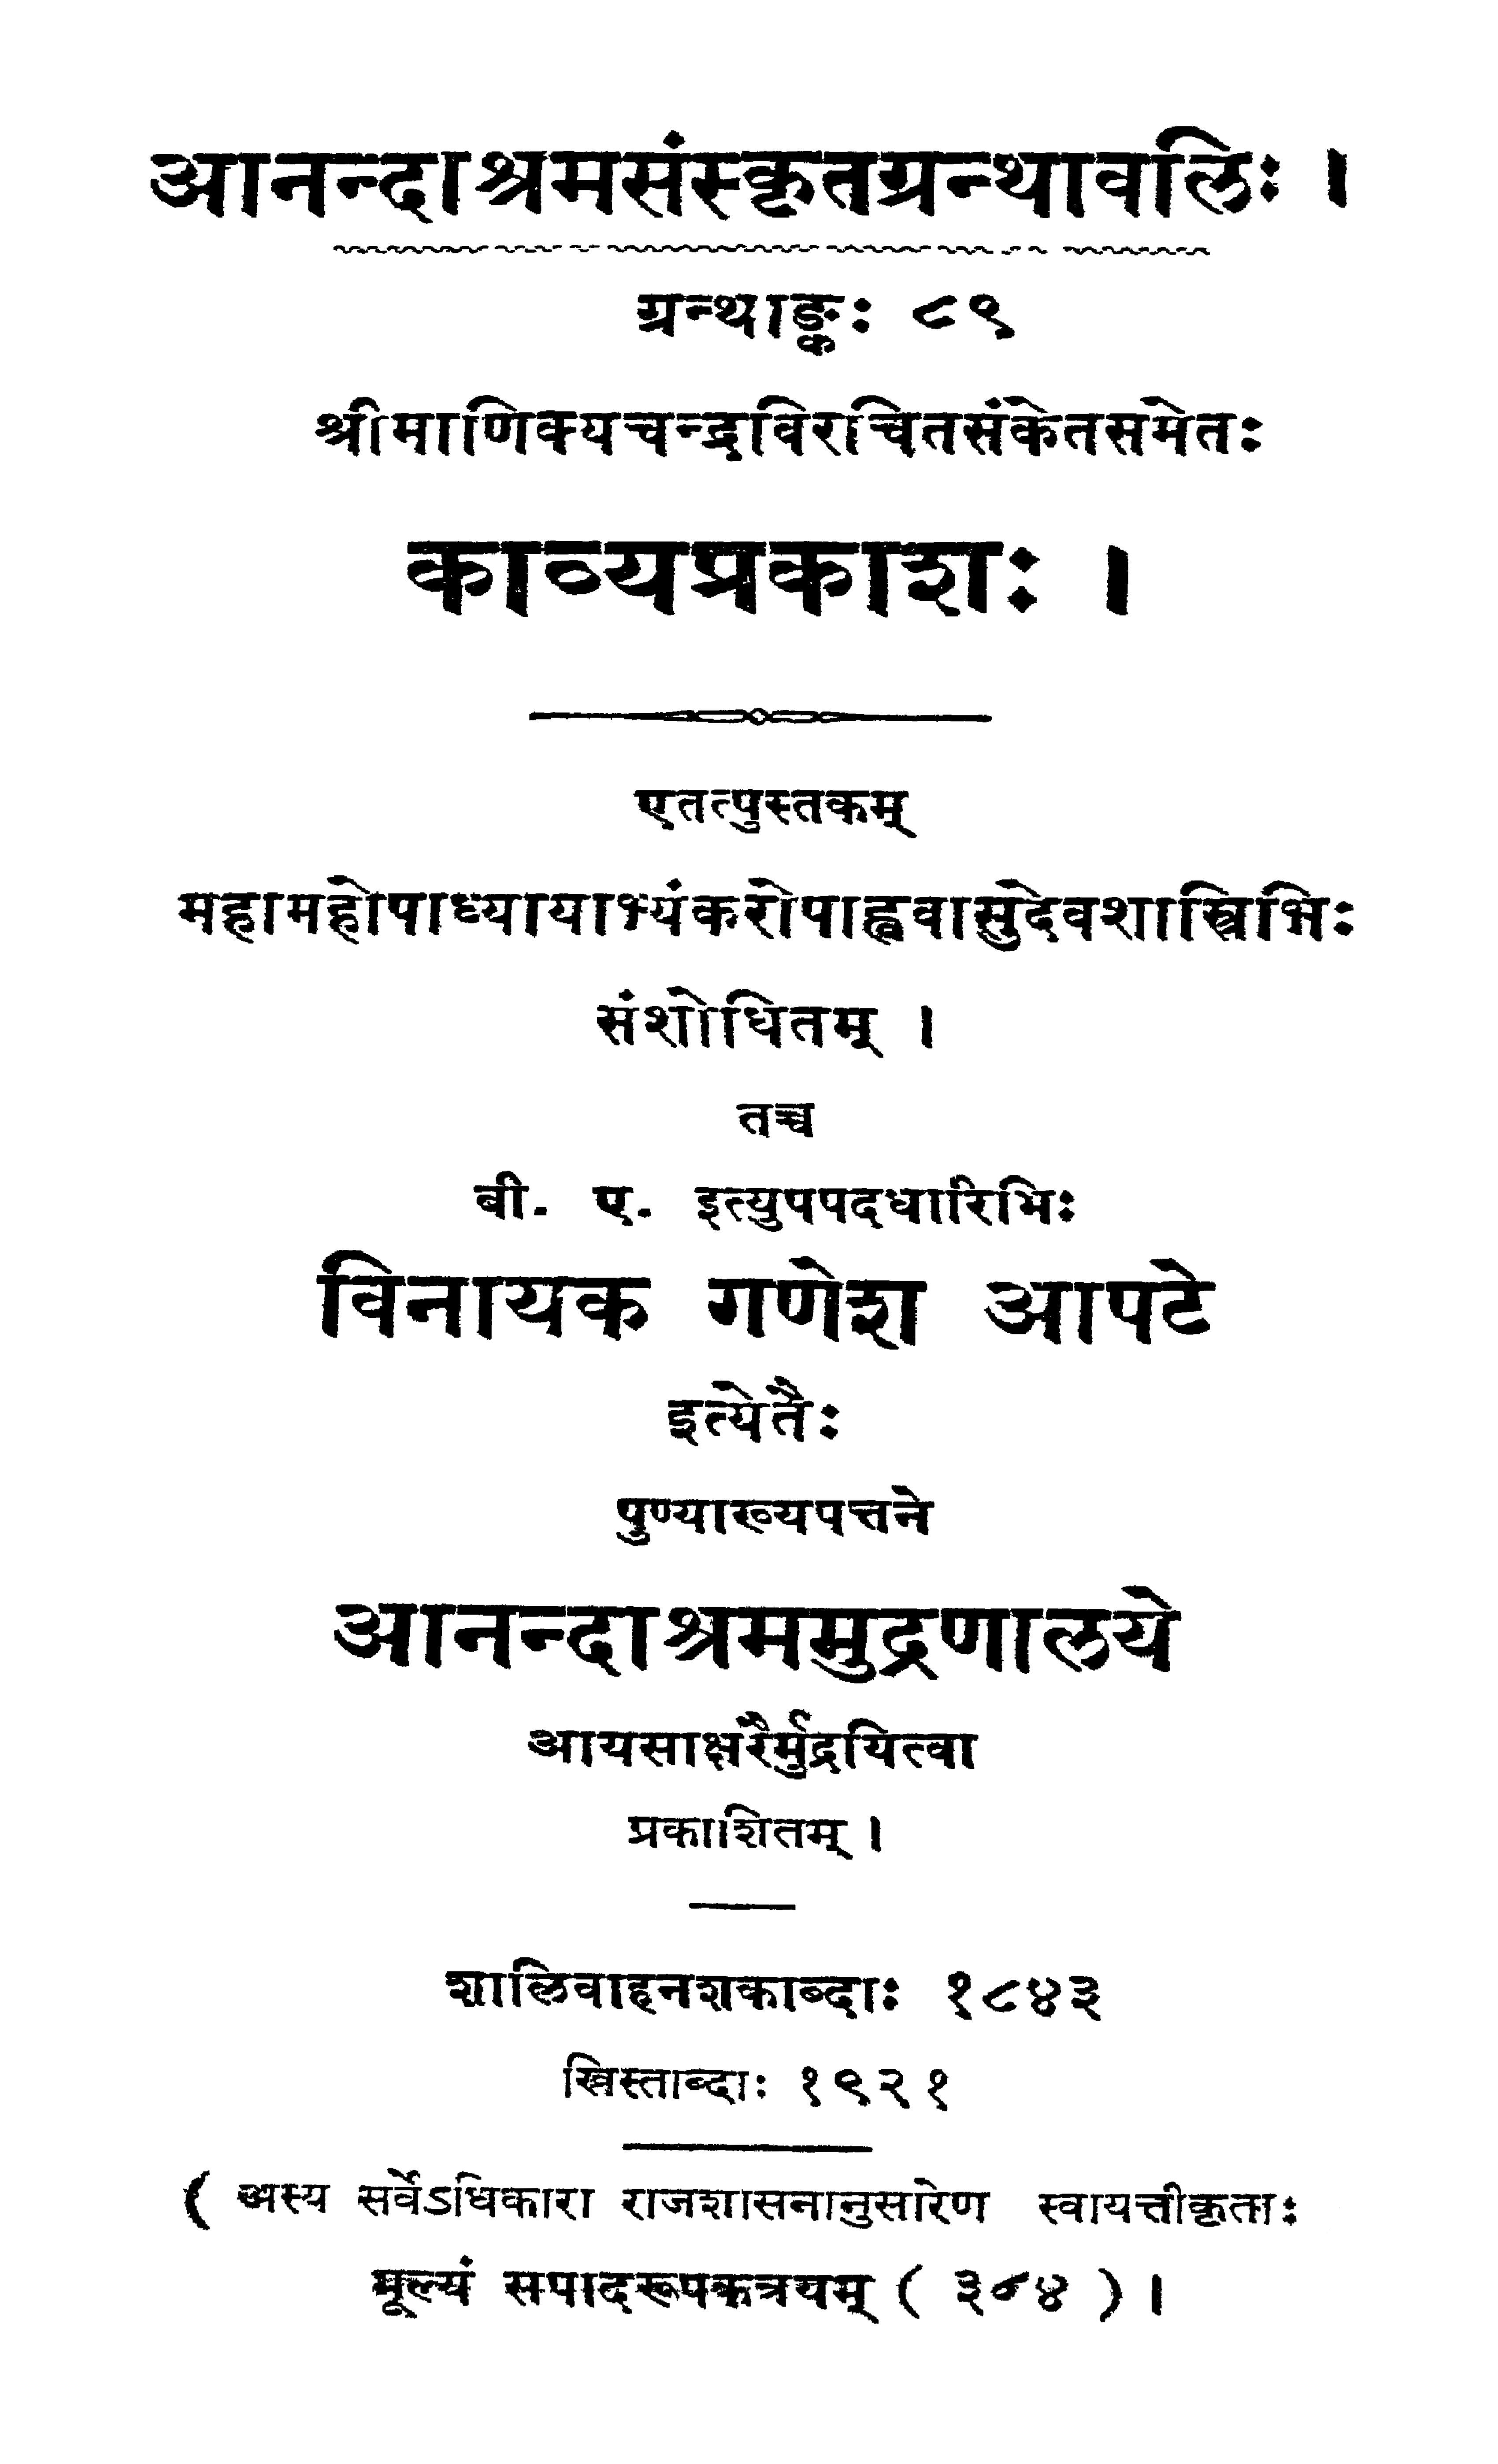 आनन्दाश्रमसंस्कृतग्रन्थावलिः ।
ग्रन्थाङ्कः ८९
श्रीमाणिक्यचन्द्रविरचितसंकेतसमेतः
काव्यप्रकाशः ।
एतत्पुस्तकम्
महामहोपाध्यायाभ्यंकरोपाह्ववासुदेवशास्त्रिभिः
संशोधितम् ।
तच्च
बी. ए. इत्युपपदधारिभिः
विनायक गणेश आपटे
इत्येतैः
पुण्याख्यपत्तने
आनन्दाश्रममुद्रणालये
आयसाक्षरैर्मुद्रयित्वा
प्रकाशितम् ।
शालिवाहनशकाब्दाः १८४३
ख्रिस्ताब्दाः १९२१
( अस्य सर्वेऽधिकारा राजशासनानुसारेण स्वायत्तीकृताः
मूल्यं सपादरूपकत्रयम् ( ३४४ ) ।